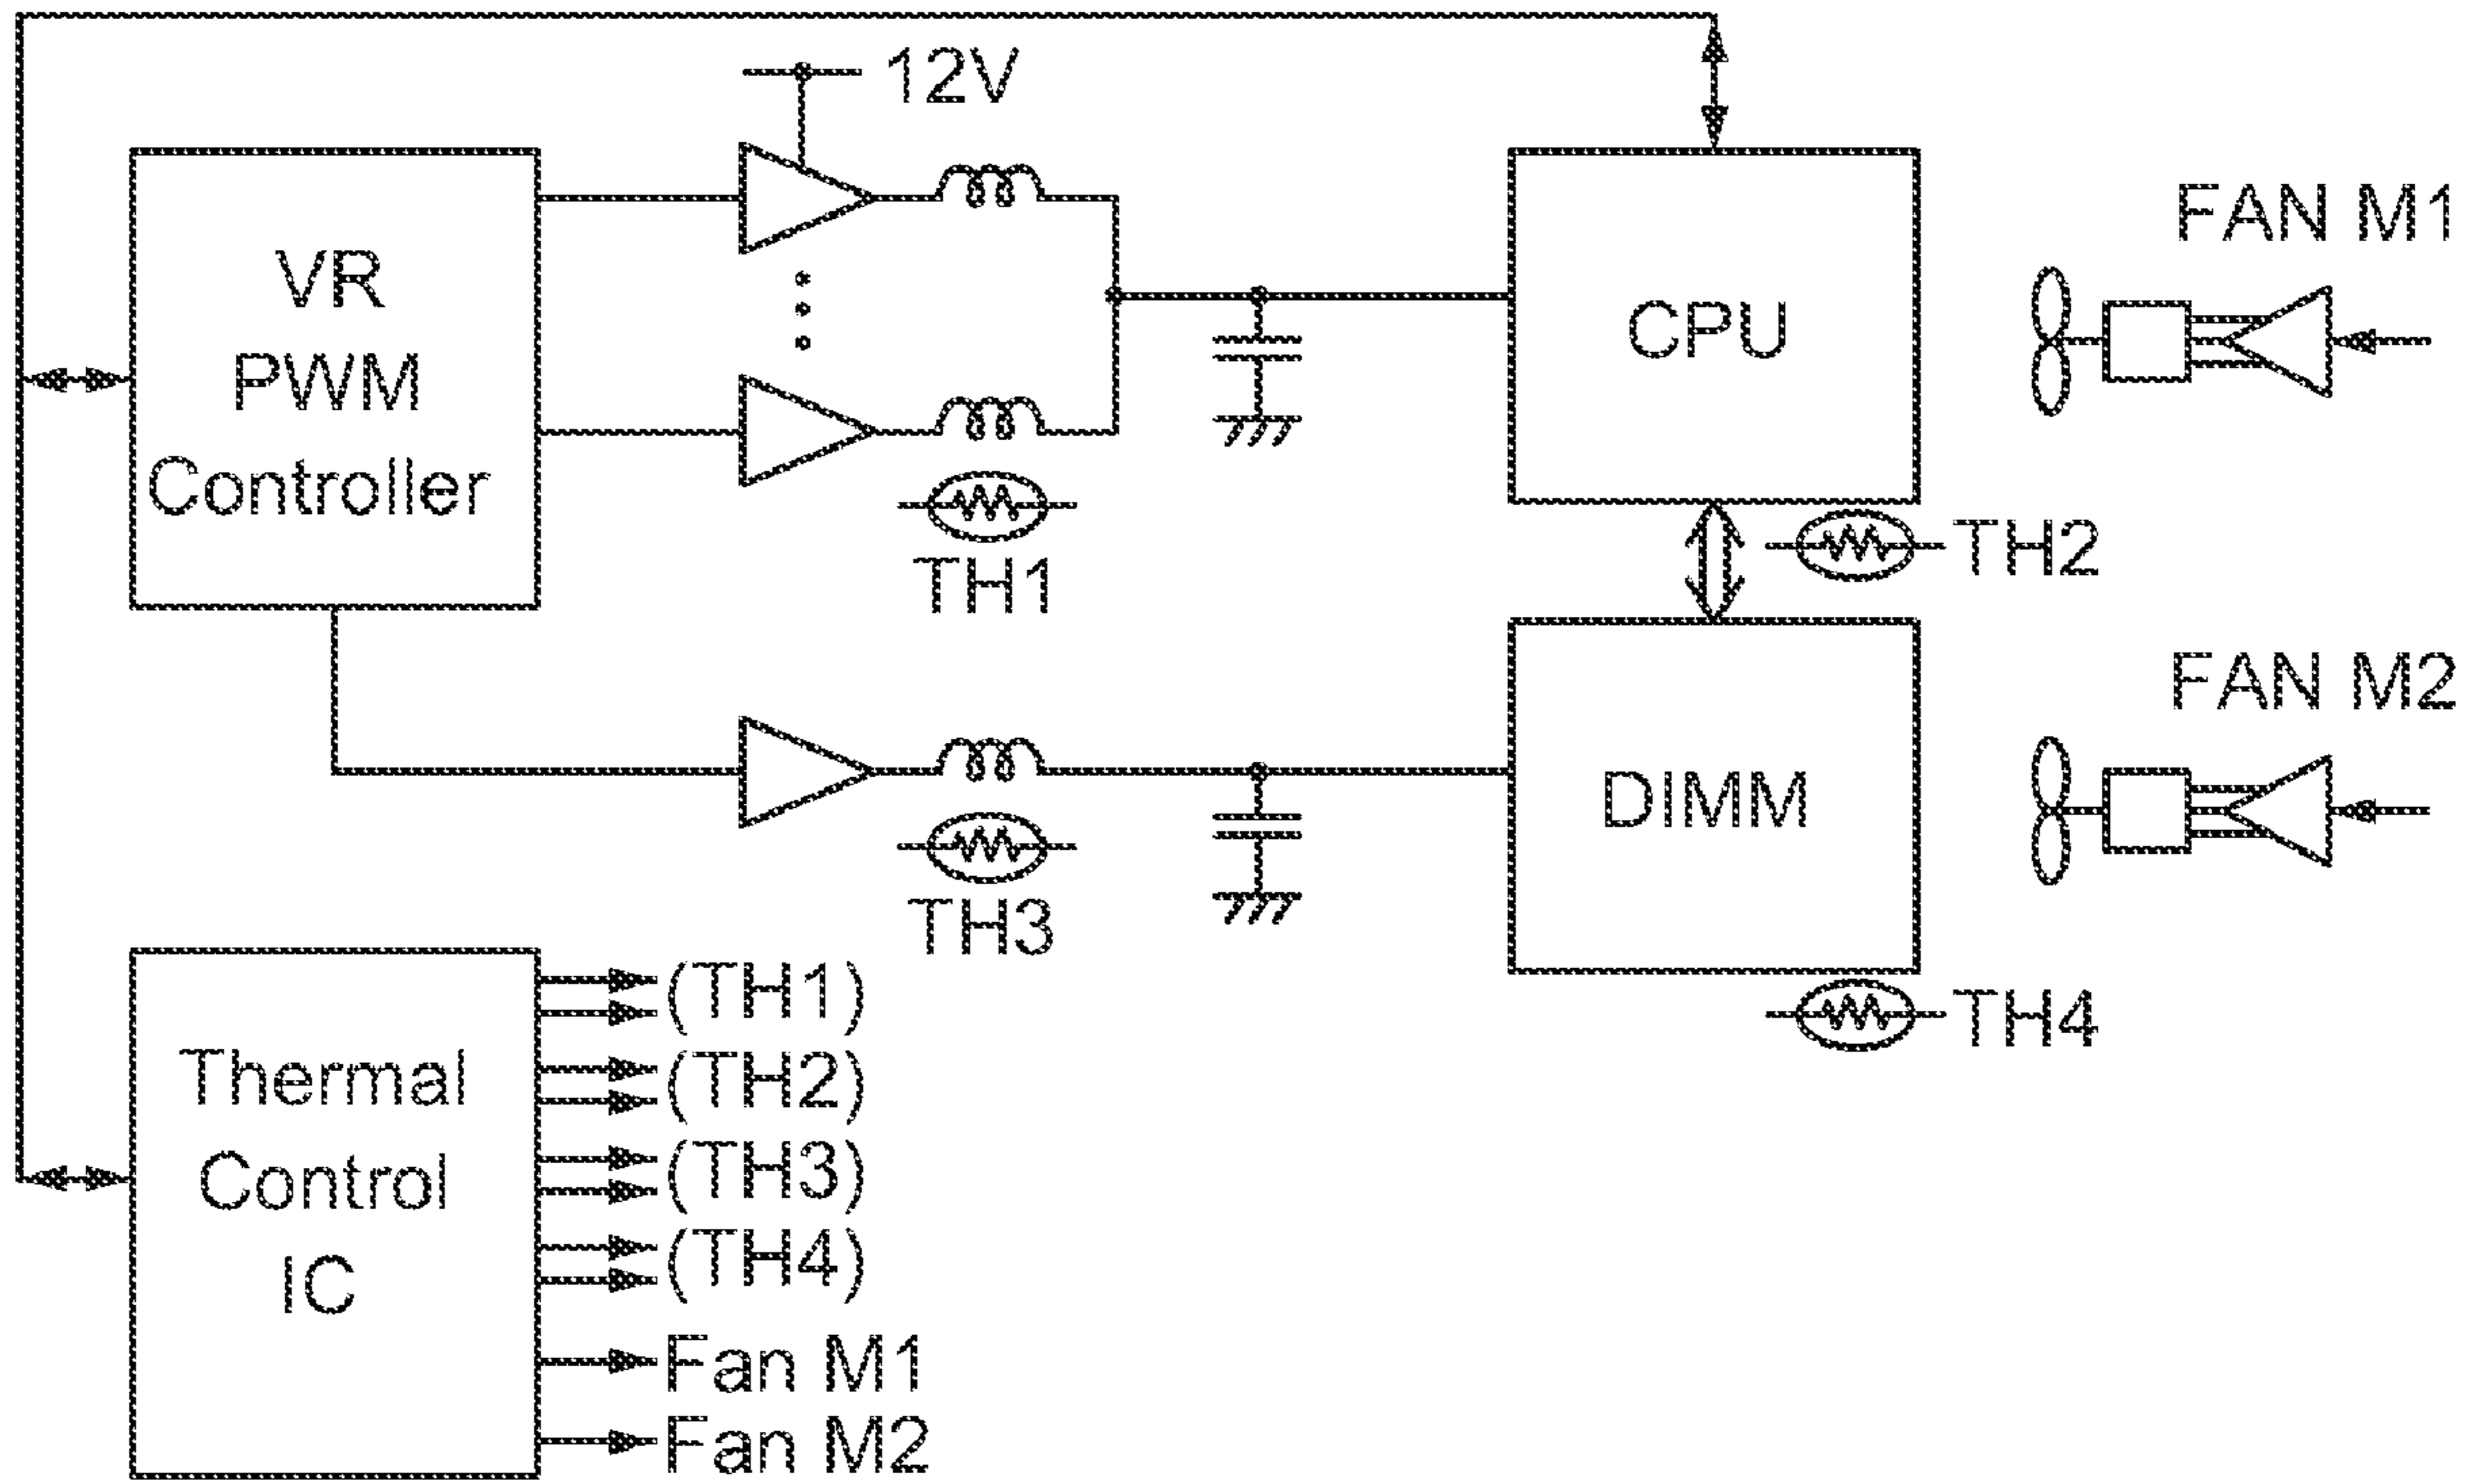 12V
VR
PWM
Controller
CPU
FAN M1
TH1
TH2
DIMM
FAN M2
TH3
TH4
Thermal
Control
IC
(TH1)
(TH2)
(TH3)
(TH4)
Fan M1
Fan M2